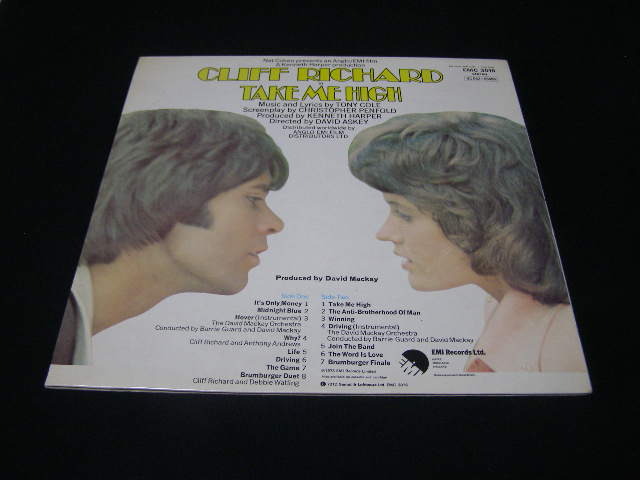 Nat Cohen presents an Anglo/EMI film
A Kenneth Harper production
CLIFF RICHARD
in
TAKE ME HIGH
Music and Lyrics by TONY COLE
Screenplay by CHRISTOPHER PENFOLD
Produced by KENNETH HARPER
Directed by DAVID ASKEY
Distributed worldwide by
ANGLO EMI FILM
DISTRIBUTORS LTD
EMC 3016
Produced by David Mackay
Side One
It's Only Money 1
Midnight Blue 2
Hover (Instrumental) 3
The David Mackay Orchestra
Conducted by Barrie Guard and David Mackay
Why? 4
Cliff Richard and Anthony Andrews
Life 5
Driving 6
The Game 7
Brumburger Duet 8
Cliff Richard and Debbie Watling
Side Two
1 Take Me High
2 The Anti-Brotherhood Of Man
3 Winning
4 Driving (Instrumental)
The David Mackay Orchestra
Conducted by Barrie Guard and David Mackay
5 Join The Band
6 The Word Is Love
7 Brumburger Finale
EMI
EMI Records Ltd.